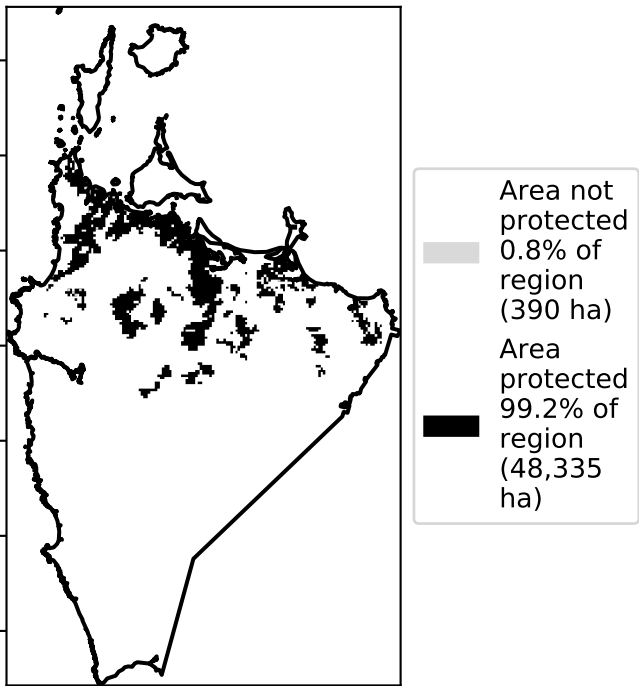 Area not
protected
0.8% of
region
(390 ha)
Area
protected
99.2% of
region
(48,335
ha)